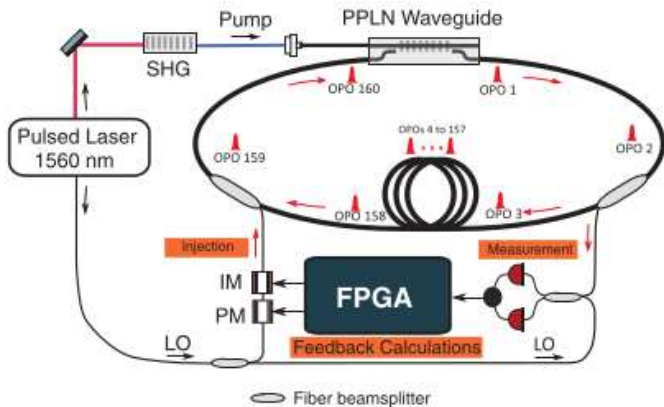 Pump
PPLN Waveguide
SHG
OPO 160
OPO 1
Pulsed Laser
1560 nm
OPO 159
OPOs 4 to 157
OPO 2
OPO 158
OPO 3
Injection
Measurement
IM
FPGA
PM
Feedback Calculations
LO
LO
Fiber beamsplitter